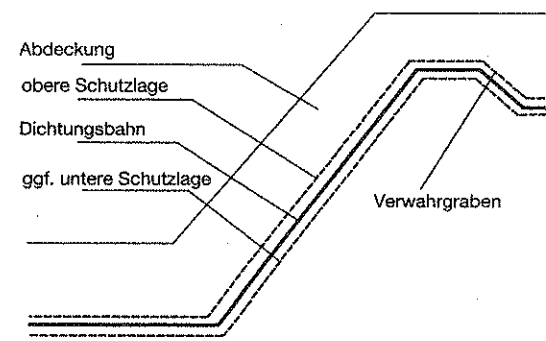 Abdeckung
obere Schutzlage
Dichtungsbahn
ggf. untere Schutzlage
Verwahrgraben